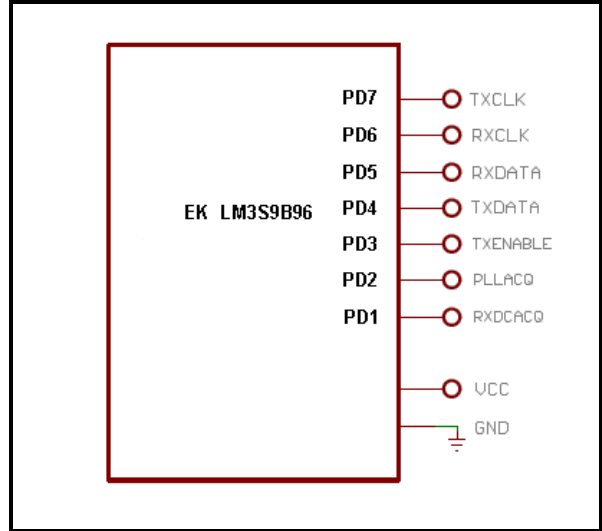 PD7 TXCLK
PD6 RXCLK
PD5 RXDATA
EK LM3S9B96 PD4 TXDATA
PD3 TXENABLE
PD2 PLLACQ
PD1 RXDCACQ
VCC
GND